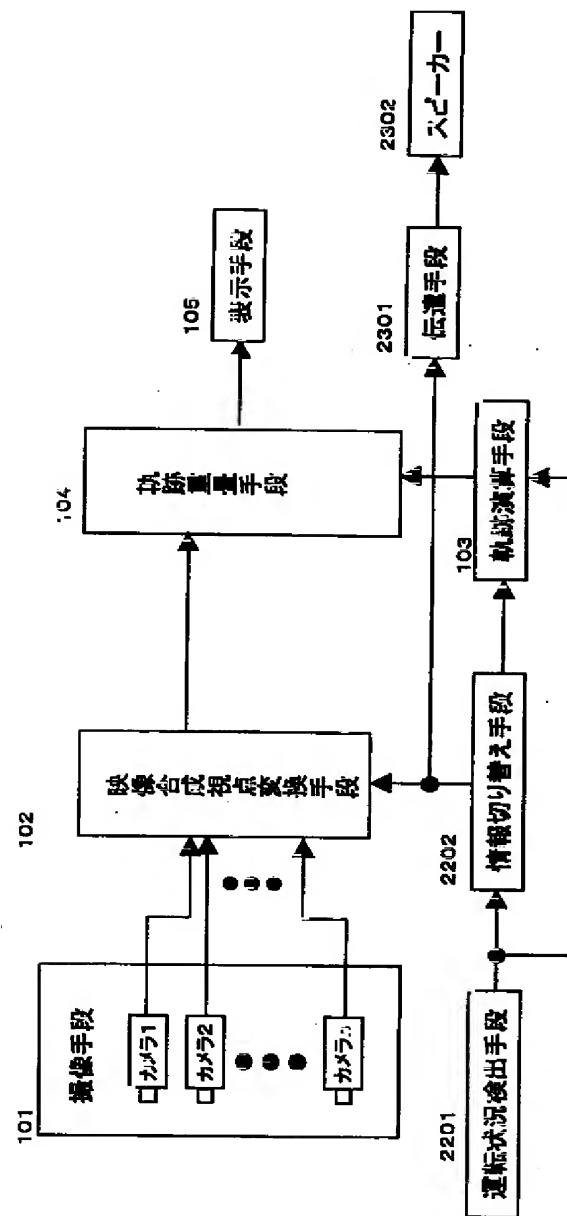 101
撮像手段
カメラ1
カメラ2
カメラn
102
映像合成視点変換手段
104
軌跡重畳手段
105
表示手段
2201
運転状況検出手段
2202
情報切り替え手段
103
軌跡演算手段
2301
伝達手段
2302
スピーカー